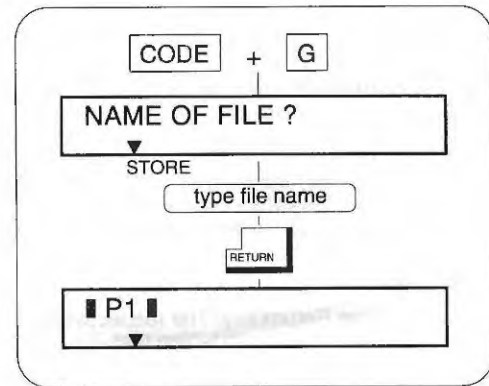 CODE + G
NAME OF FILE ?
STORE
type file name
RETURN
P1